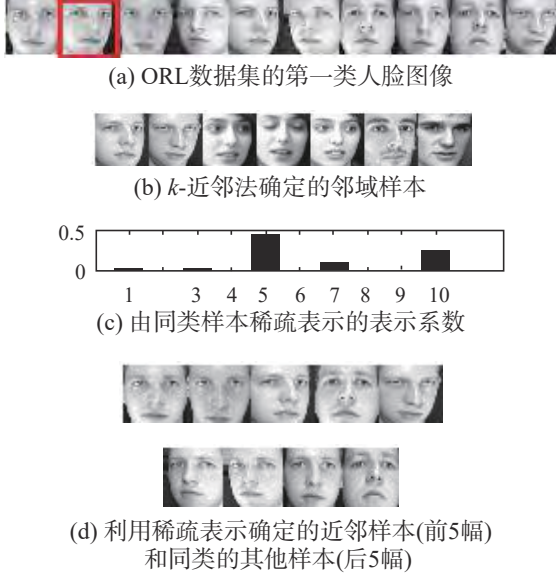 (a) ORL数据集的第一类人脸图像
(b) k-近邻法确定的邻域样本
0.5
0
1 3 4 5 6 7 8 9 10
(c) 由同类样本稀疏表示的表示系数
(d) 利用稀疏表示确定的近邻样本(前5幅)
和同类的其他样本(后5幅)